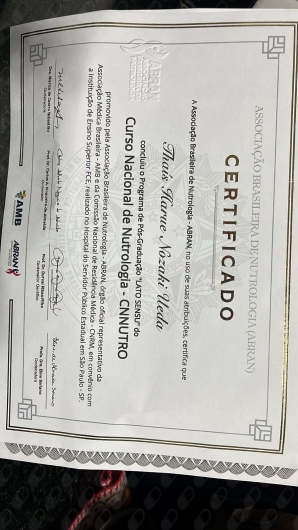 ASSOCIAÇÃO BRASILEIRA DE NUTROLOGIA (ABRAN)
CERTIFICADO
A Associação Brasileira de Nutrologia - ABRAN, no uso de suas atribuições, certifica que
Thais Harue Nozaki Ueda
concluiu o Programa de Pós-Graduação "LATO SENSU" do
Curso Nacional de Nutrologia - CNNUTRO
promovido pela Associação Brasileira de Nutrologia - ABRAN, órgão oficial representativo da
Associação Médica Brasileira - AMB e da Comissão Nacional de Residência Médica - CNRM, em convênio com
a Instituição de Ensino Superior FCF, realizado no Hospital do Servidor Público Estadual em São Paulo - SP.
AMB
ABRAN